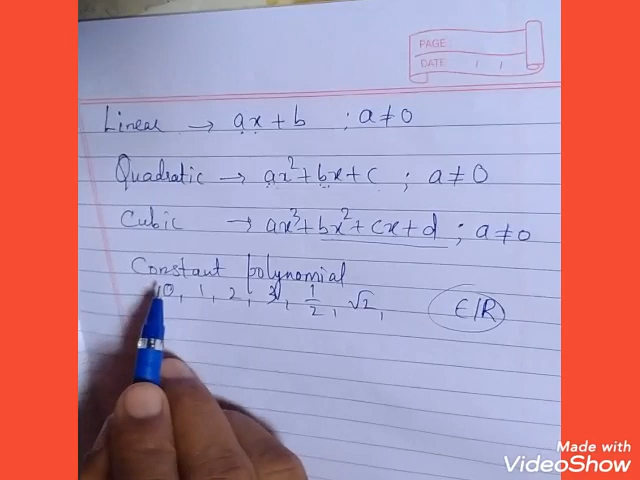 PAGE
DATE / /
Linear → ax + b ; a ≠ 0
Quadratic → ax² + bx + c ; a ≠ 0
Cubic → ax³ + bx² + cx + d ; a ≠ 0
Constant polynomial
0, 1, 2, 3, 1/2, √2, ∈ ℝ
Made with
VideoShow